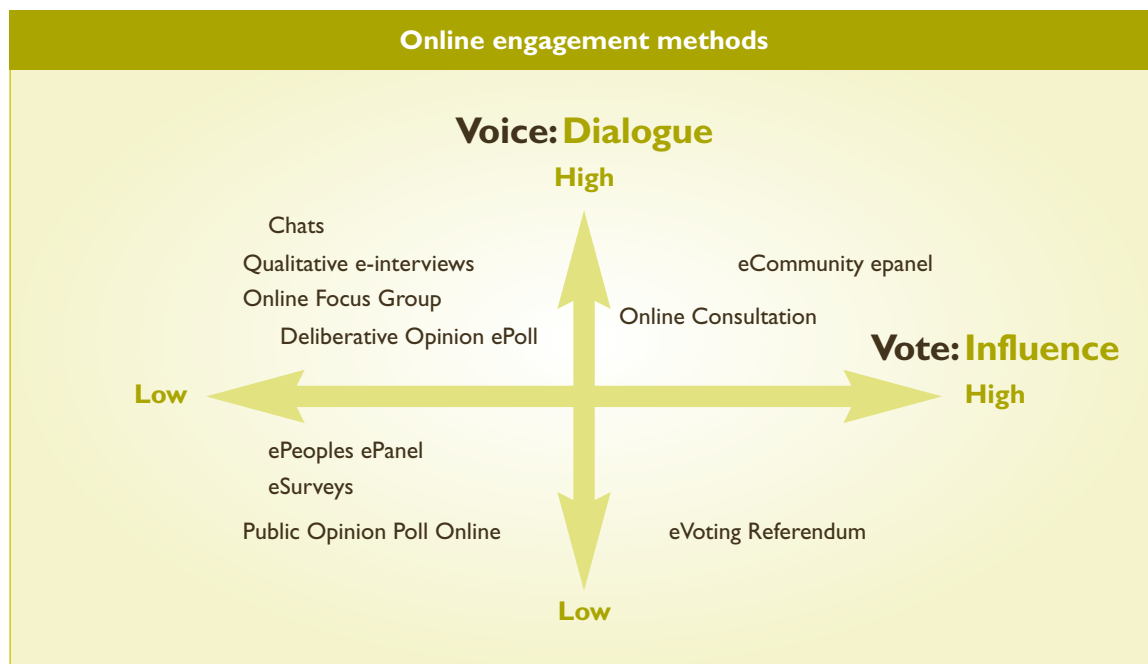 Online engagement methods
Voice: Dialogue
High
Chats
Qualitative e-interviews
Online Focus Group
Deliberative Opinion ePoll
eCommunity epanel
Online Consultation
Vote: Influence
Low
High
ePeoples ePanel
eSurveys
Public Opinion Poll Online
eVoting Referendum
Low